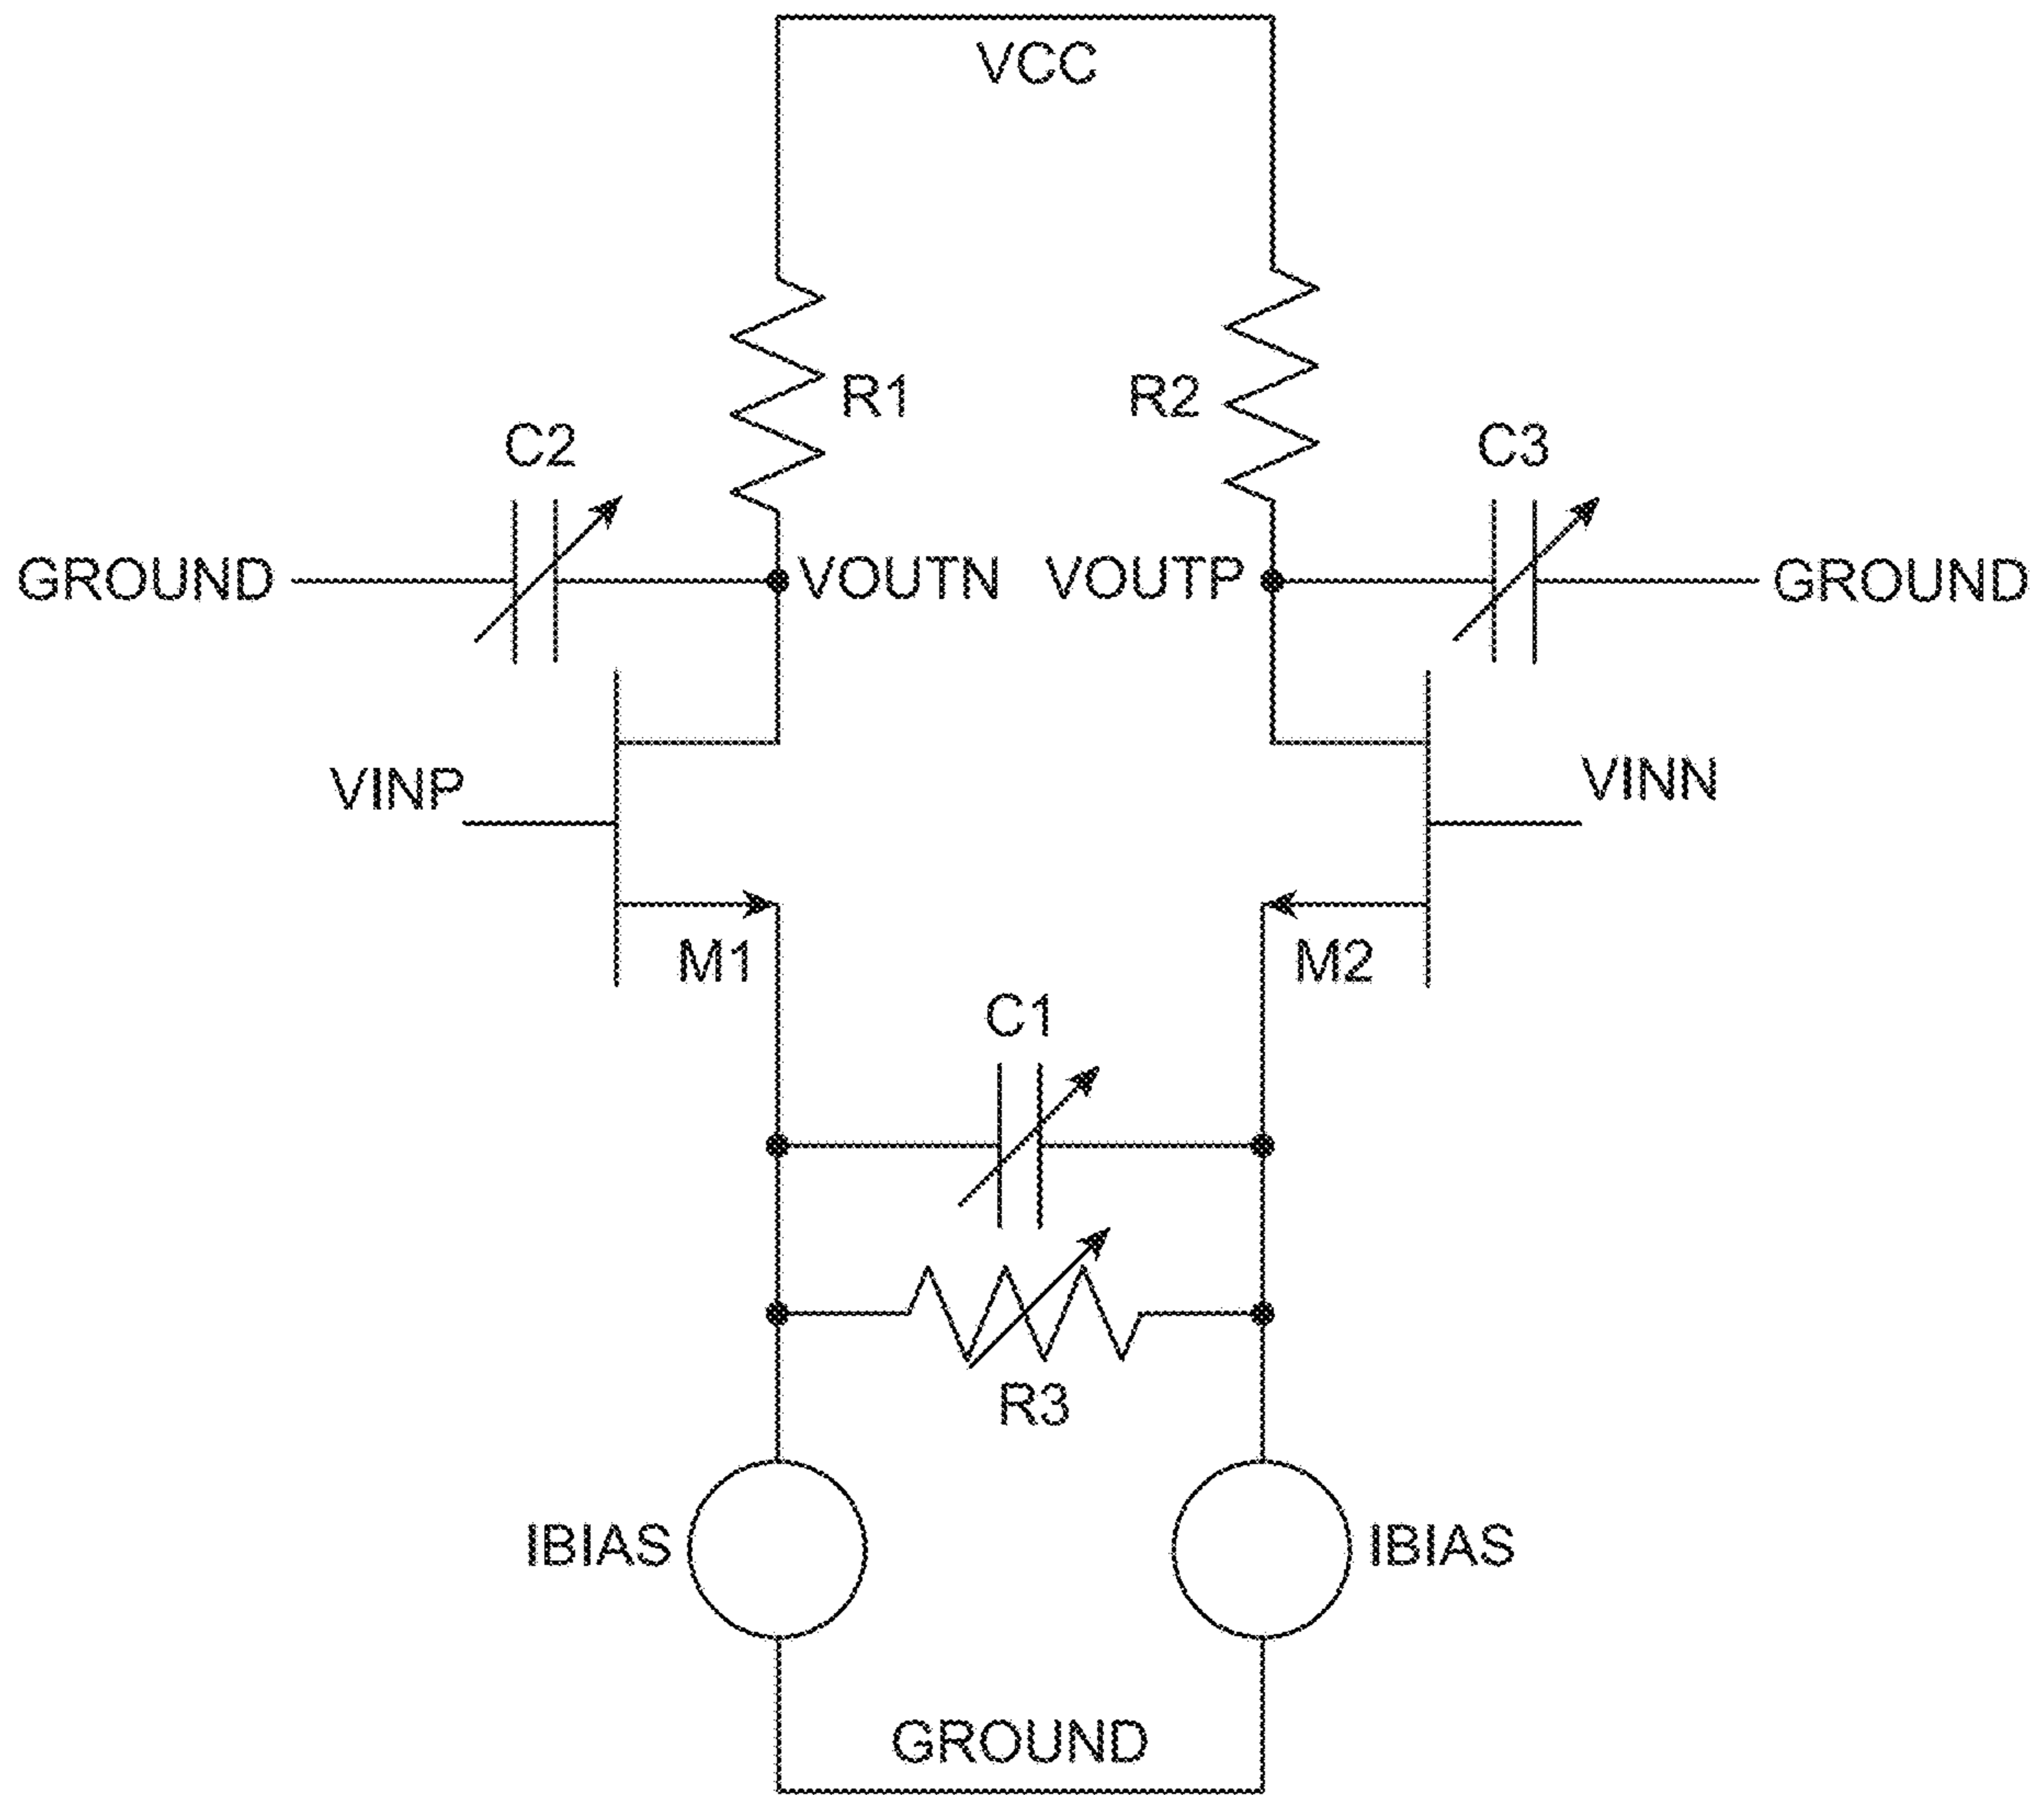 VCC
R1
R2
C2
C3
GROUND
VOUTN
VOUTP
GROUND
VINP
VINN
M1
M2
C1
R3
IBIAS
IBIAS
GROUND